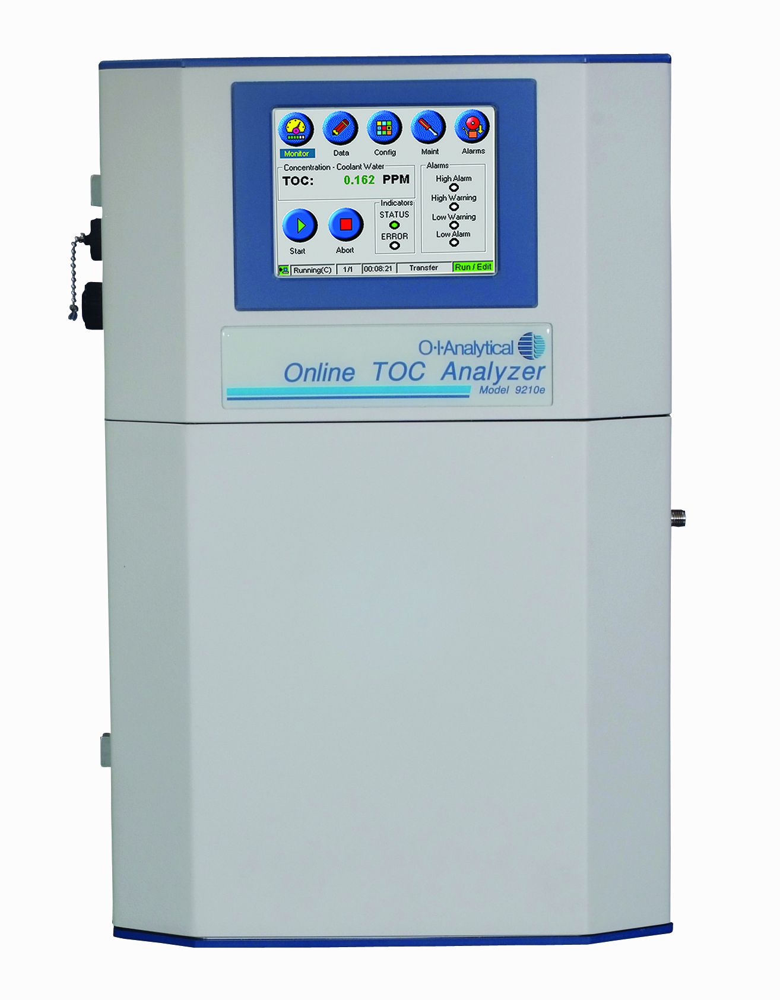 Monitor Data Config Maint Alarms
Concentration - Coolant Water
TOC: 0.162 PPM
Alarms
High Alarm
High Warning
Low Warning
Low Alarm
Indicators
STATUS
ERROR
Start Abort
Running(C) 1/1 00:08:21 Transfer Run / Edit
O·I·Analytical
Online TOC Analyzer
Model 9210e